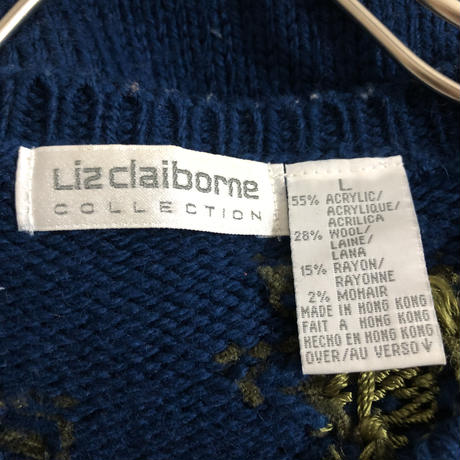 Liz claiborne
COLLECTION
L
55% ACRYLIC/
ACRYLIQUE/
ACRILICA
28% WOOL/
LAINE/
LANA
15% RAYON/
RAYONNE
2% MOHAIR
MADE IN HONG KONG
FAIT A HONG KONG
HECHO EN HONG KONG
OVER/AU VERSO↓